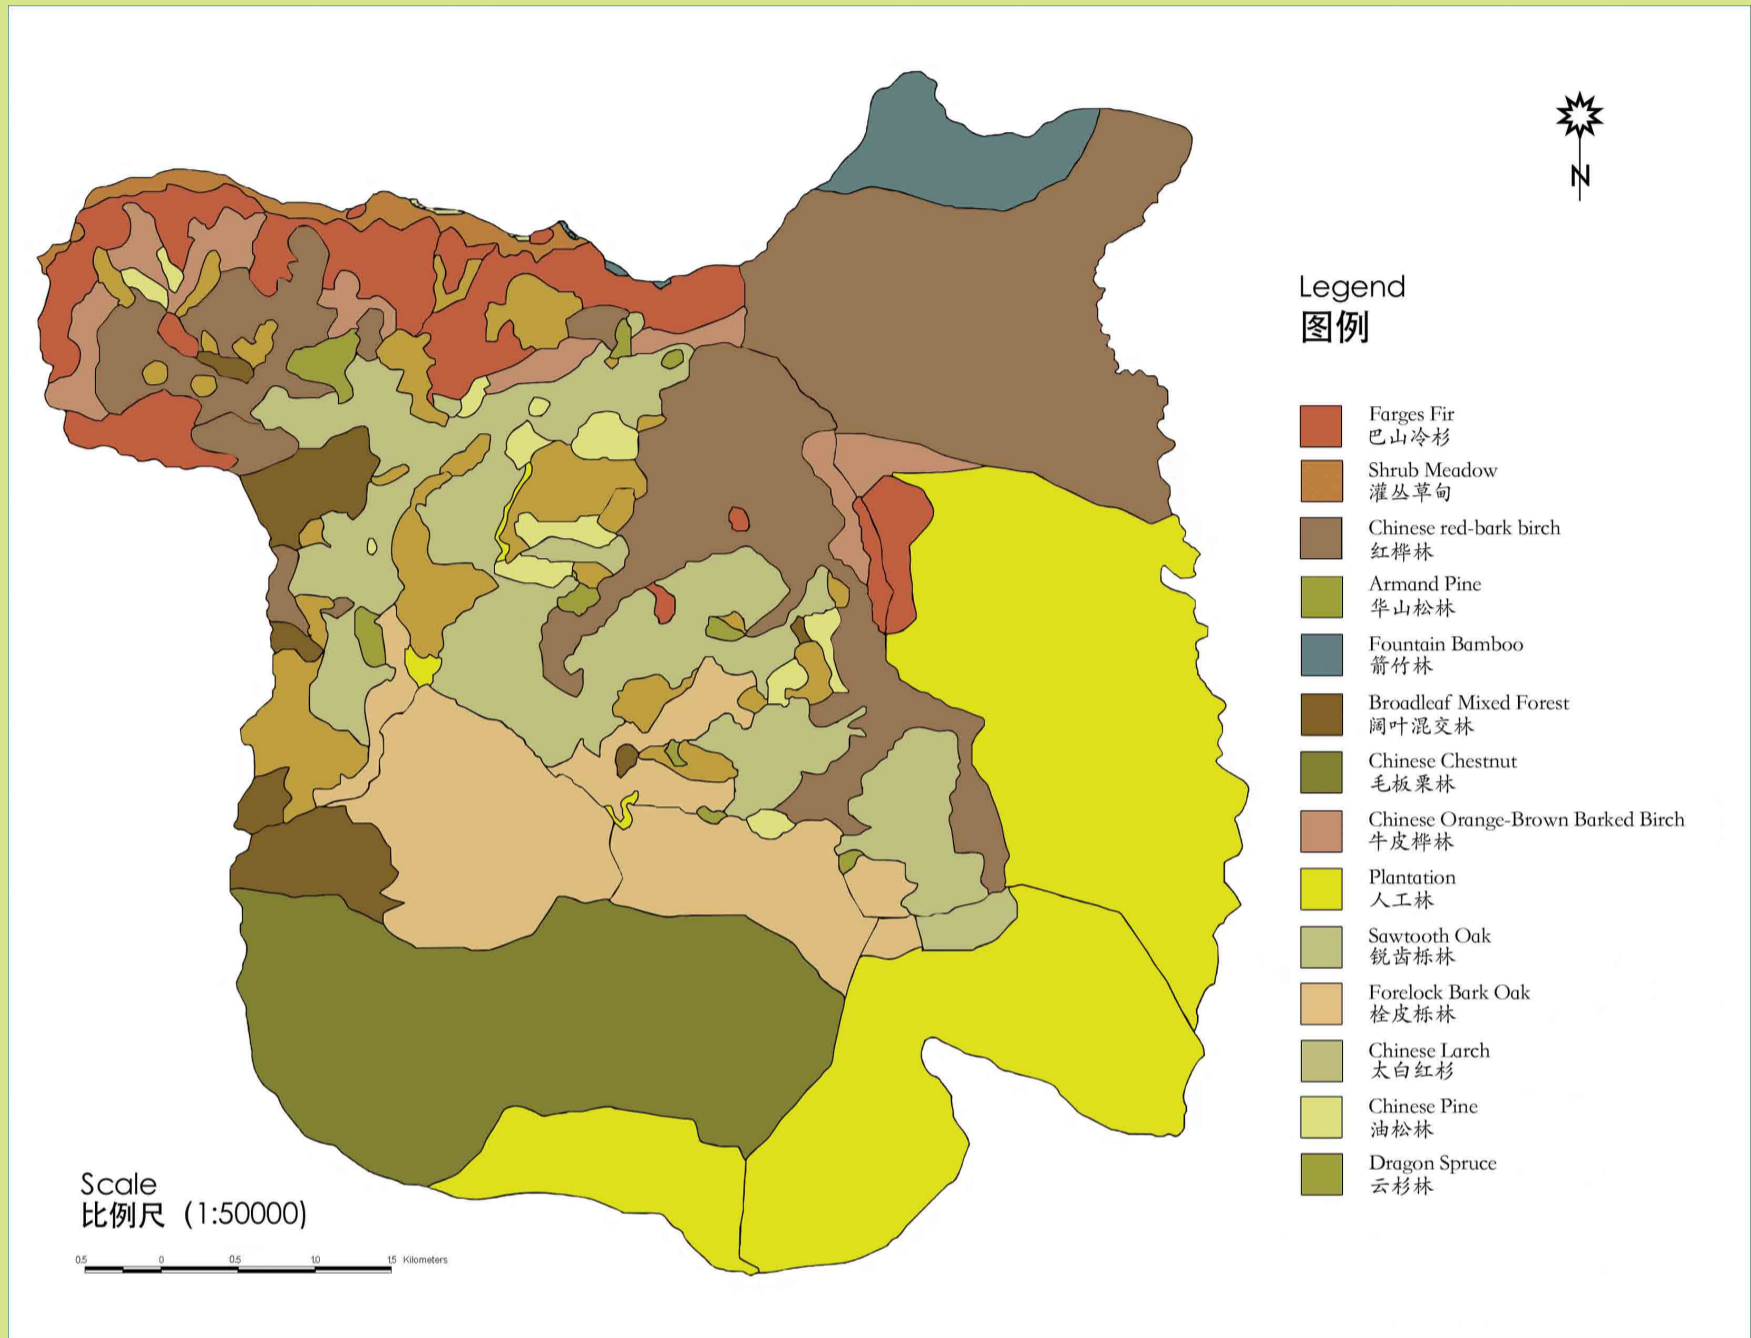 N
Legend
图例
Farges Fir
巴山冷杉
Shrub Meadow
灌丛草甸
Chinese red-bark birch
红桦林
Armand Pine
华山松林
Fountain Bamboo
箭竹林
Broadleaf Mixed Forest
阔叶混交林
Chinese Chestnut
毛板栗林
Chinese Orange-Brown Barked Birch
牛皮桦林
Plantation
人工林
Sawtooth Oak
锐齿栎林
Forelock Bark Oak
栓皮栎林
Chinese Larch
太白红杉
Chinese Pine
油松林
Dragon Spruce
云杉林
Scale
比例尺 (1:50000)
0.5 0 0.5 1.0 1.5 Kilometers